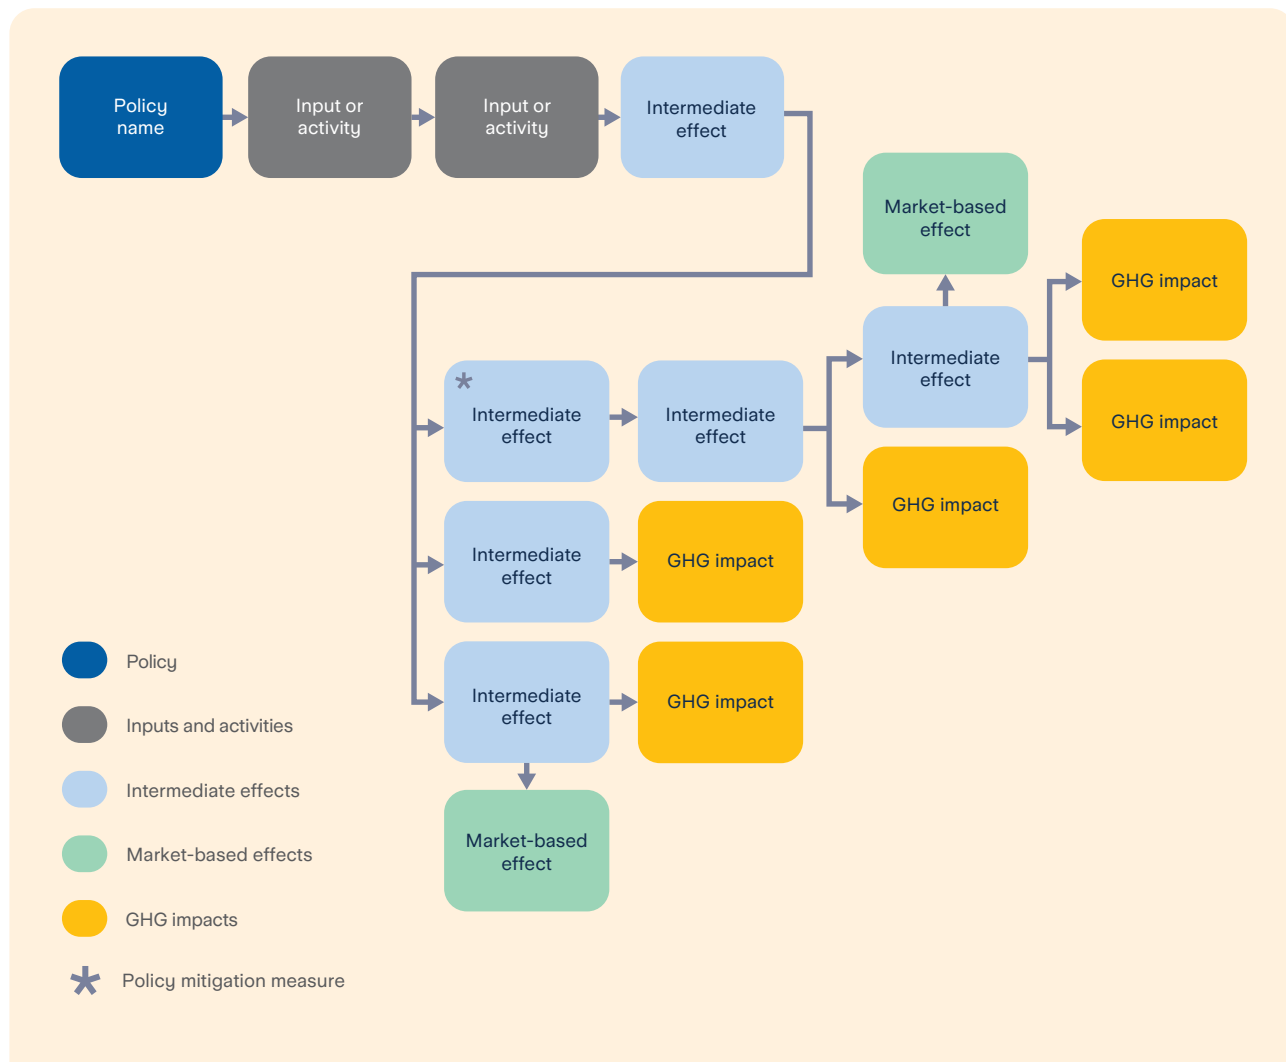 Policy
name
Input or
activity
Input or
activity
Intermediate
effect
Market-based
effect
GHG impact
Intermediate
effect
GHG impact
*
Intermediate
effect
Intermediate
effect
GHG impact
Intermediate
effect
GHG impact
Intermediate
effect
GHG impact
Market-based
effect
Policy
Inputs and activities
Intermediate effects
Market-based effects
GHG impacts
* Policy mitigation measure